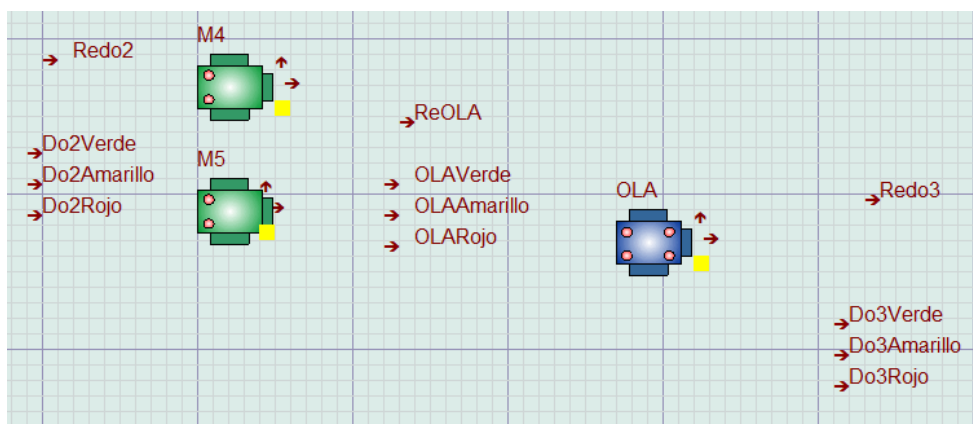 M4
Redo2
ReOLA
Do2Verde
M5
Do2Amarillo
OLAVerde
OLA
Redo3
Do2Rojo
OLAAmarillo
OLARojo
Do3Verde
Do3Amarillo
Do3Rojo